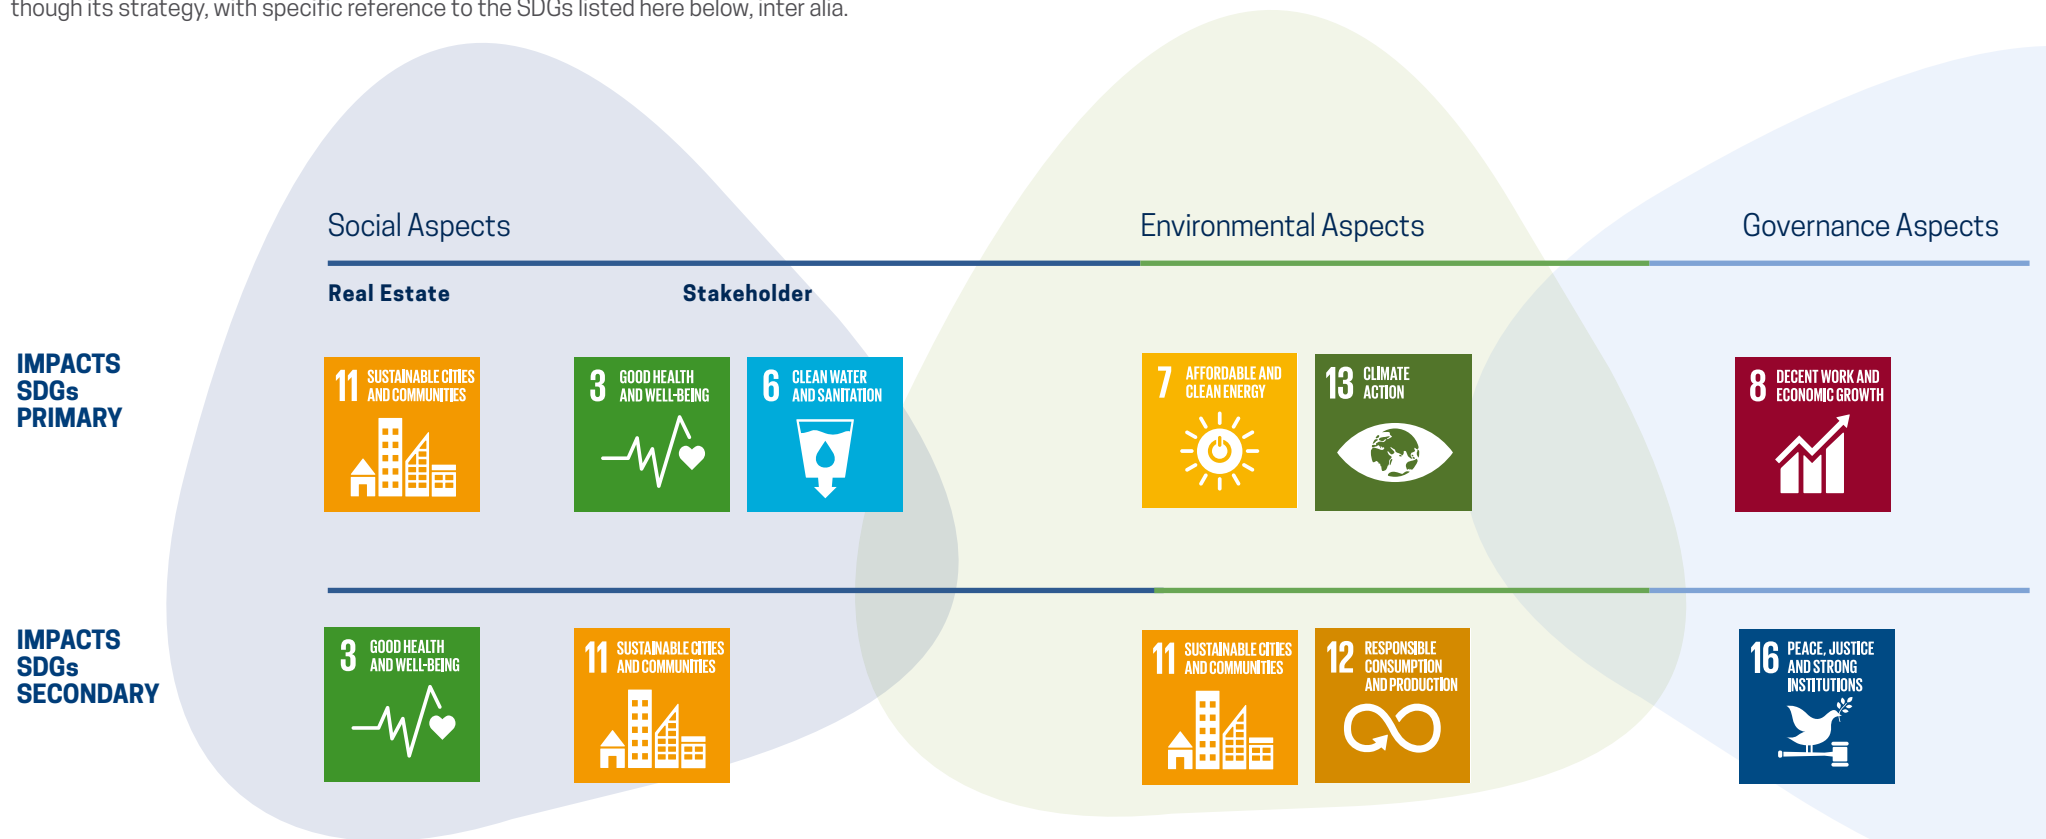 though its strategy, with specific reference to the SDGs listed here below, inter alia.
Social Aspects
Environmental Aspects
Governance Aspects
Real Estate
Stakeholder
IMPACTS
SDGs
PRIMARY
11 SUSTAINABLE CITIES
AND COMMUNITIES
3 GOOD HEALTH
AND WELL-BEING
6 CLEAN WATER
AND SANITATION
7 AFFORDABLE AND
CLEAN ENERGY
13 CLIMATE
ACTION
8 DECENT WORK AND
ECONOMIC GROWTH
IMPACTS
SDGs
SECONDARY
3 GOOD HEALTH
AND WELL-BEING
11 SUSTAINABLE CITIES
AND COMMUNITIES
11 SUSTAINABLE CITIES
AND COMMUNITIES
12 RESPONSIBLE
CONSUMPTION
AND PRODUCTION
16 PEACE, JUSTICE
AND STRONG
INSTITUTIONS